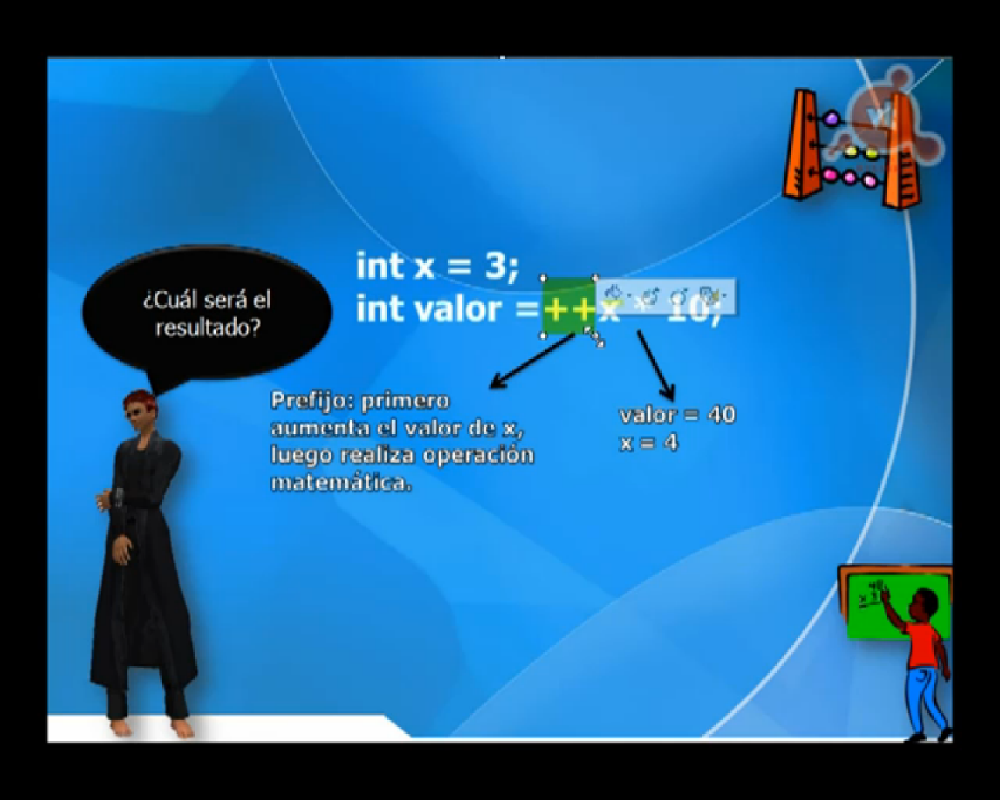 ¿Cuál será el
resultado?
int x = 3;
int valor =++x * 10;
Prefijo: primero
aumenta el valor de x,
luego realiza operación
matemática.
valor = 40
x = 4